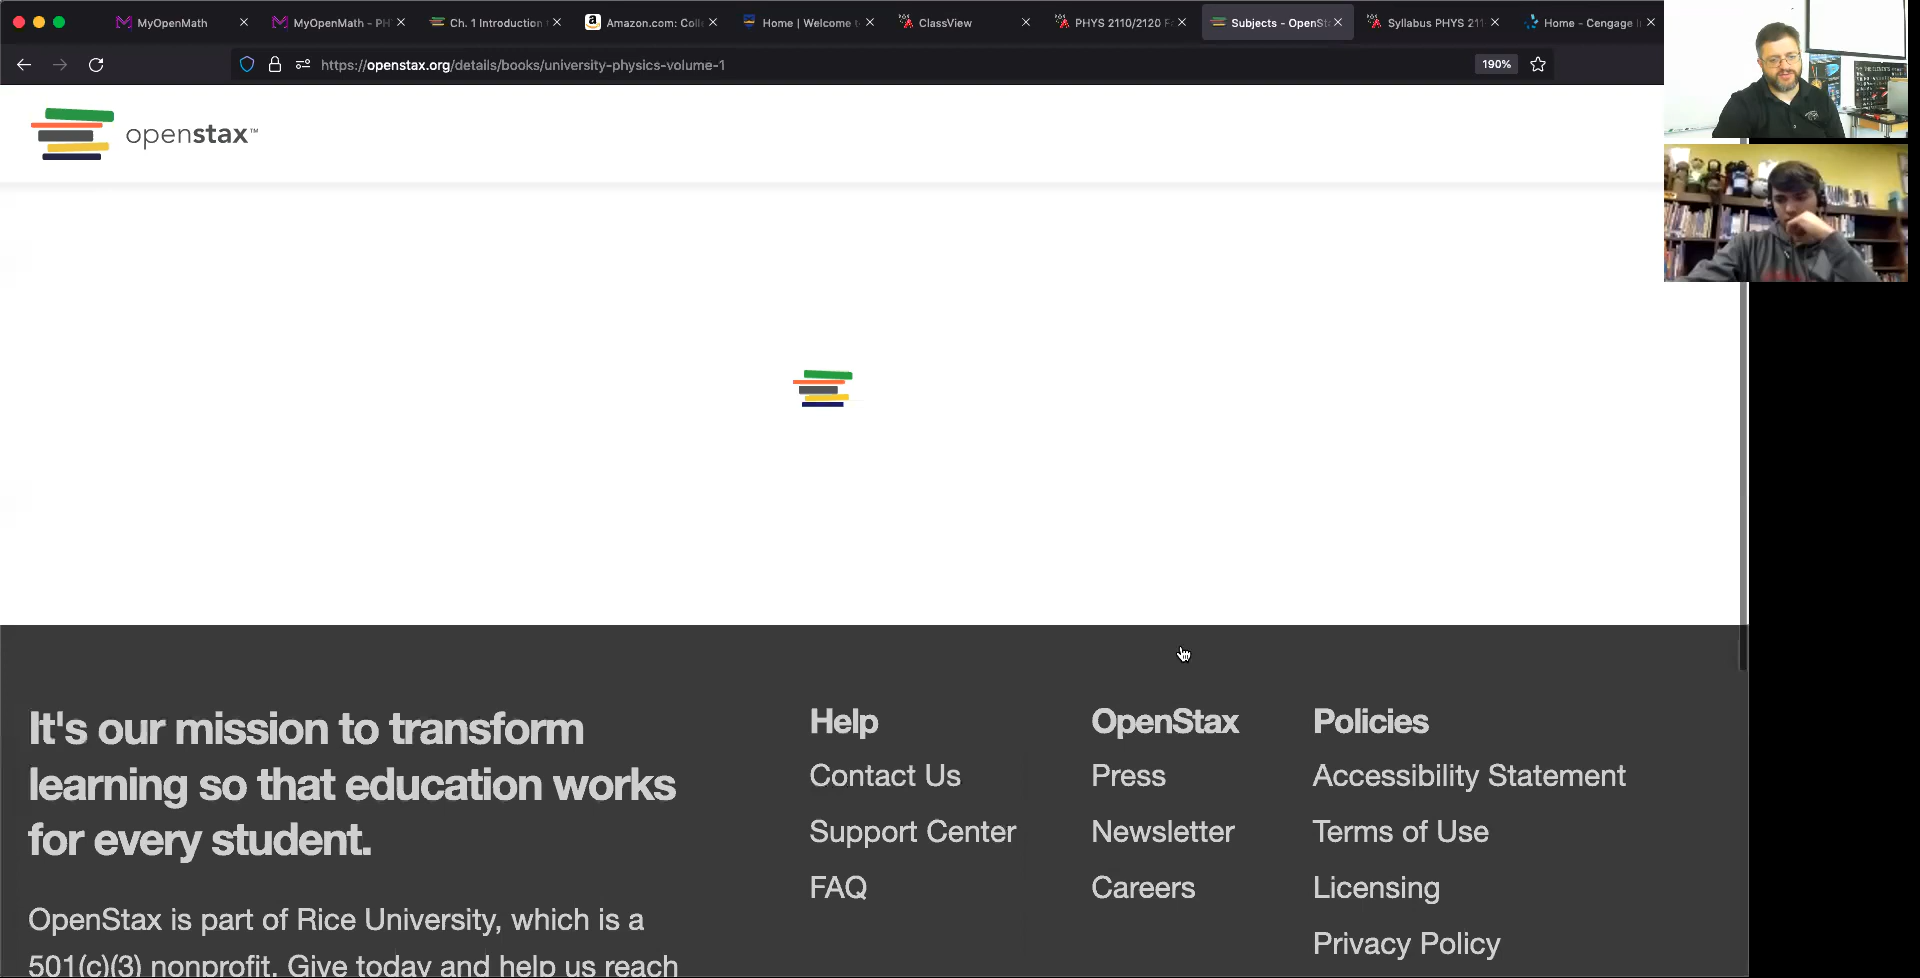 MyOpenMath
MyOpenMath - PH
Ch. 1 Introduction
Amazon.com: Coll
Home | Welcome t
ClassView
PHYS 2110/2120 F
Subjects - OpenSt
Syllabus PHYS 211
Home - Cengage I
https://openstax.org/details/books/university-physics-volume-1
190%
openstax™
It's our mission to transform
learning so that education works
for every student.
OpenStax is part of Rice University, which is a
501(c)(3) nonprofit. Give today and help us reach
Help
Contact Us
Support Center
FAQ
OpenStax
Press
Newsletter
Careers
Policies
Accessibility Statement
Terms of Use
Licensing
Privacy Policy